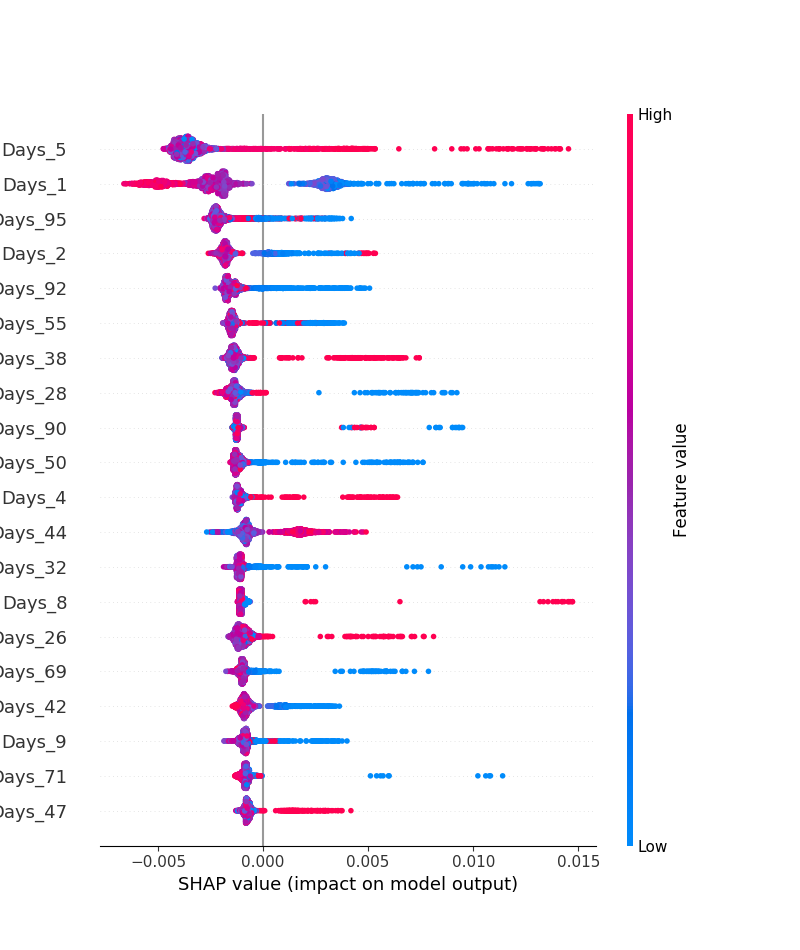 High
Days_5
Days_1
Days_95
Days_2
Days_92
Days_55
Days_38
Days_28
Days_90
Days_50
Days_4
Days_44
Days_32
Days_8
Days_26
Days_69
Days_42
Days_9
Days_71
Days_47
Feature value
Low
−0.005 0.000 0.005 0.010 0.015
SHAP value (impact on model output)